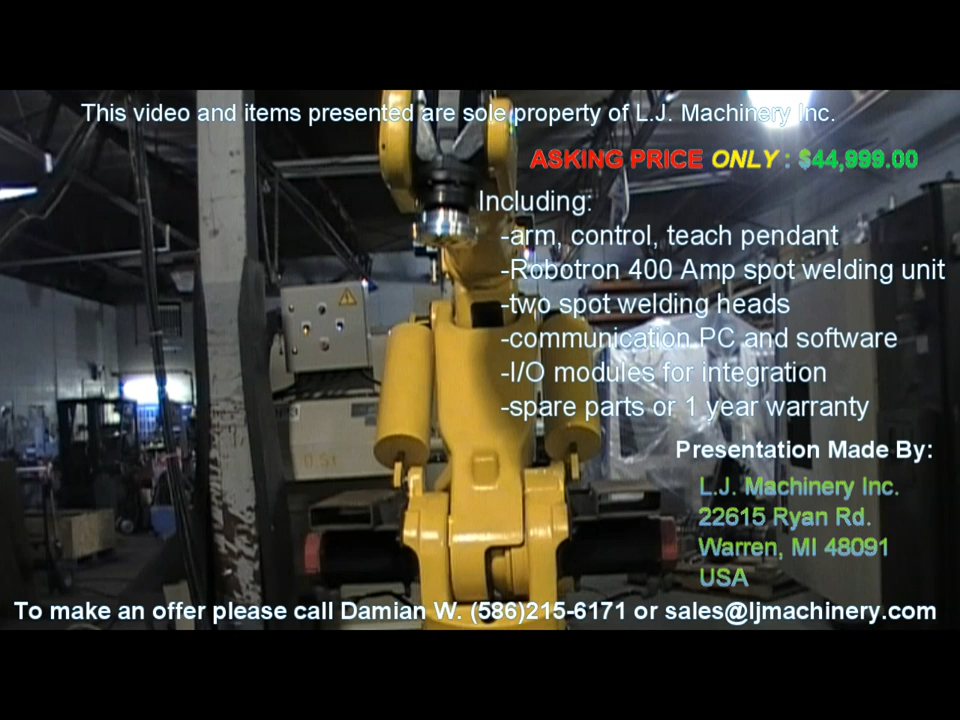 This video and items presented are sole property of L.J. Machinery Inc.
ASKING PRICE ONLY : $44,999.00
Including:
-arm, control, teach pendant
-Robotron 400 Amp spot welding unit
-two spot welding heads
-communication PC and software
-I/O modules for integration
-spare parts or 1 year warranty
Presentation Made By:
L.J. Machinery Inc.
22615 Ryan Rd.
Warren, MI 48091
USA
To make an offer please call Damian W. (586)215-6171 or sales@ljmachinery.com